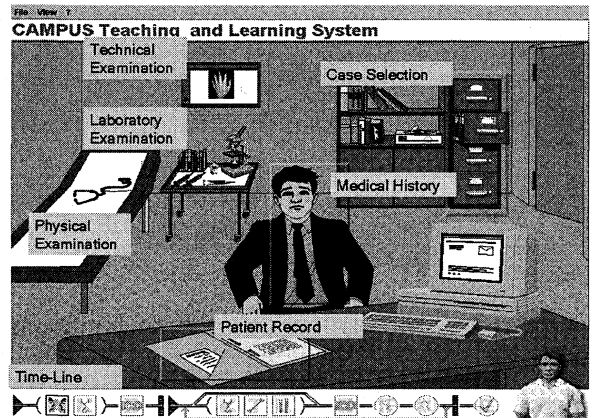 File View ?
CAMPUS Teaching and Learning System
Technical
Examination
Case Selection
Laboratory
Examination
Medical History
Physical
Examination
Patient Record
Time-Line